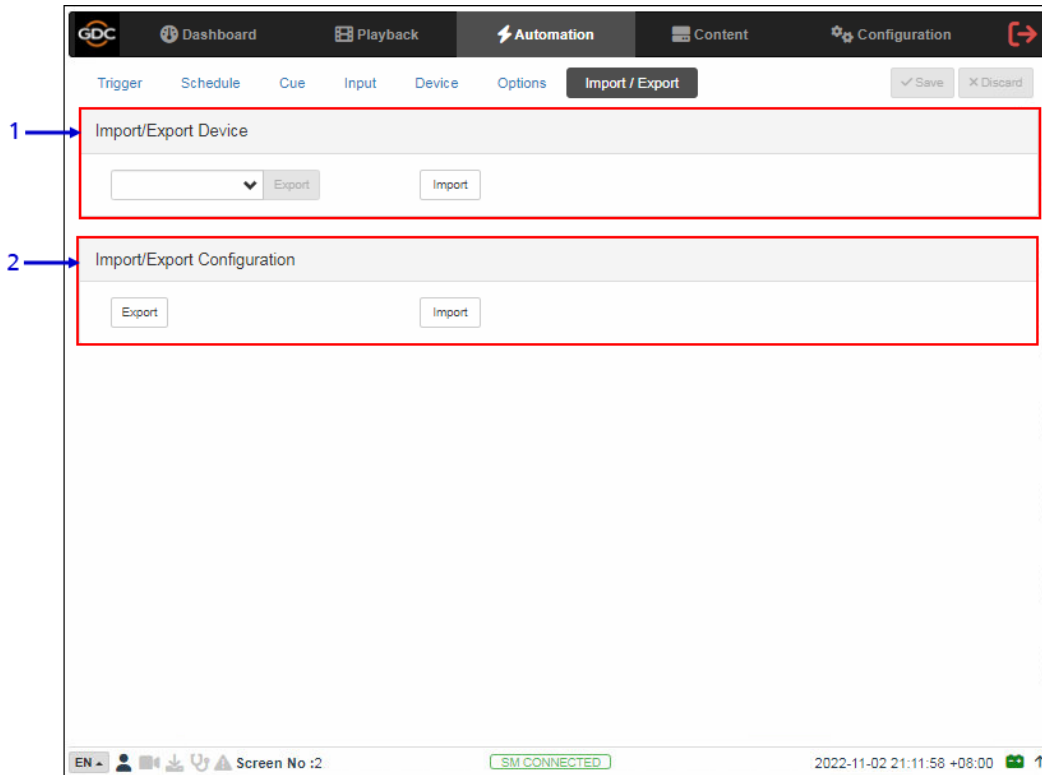 GDC Dashboard Playback Automation Content Configuration
Trigger Schedule Cue Input Device Options Import / Export Save Discard
1
Import/Export Device
Export Import
2
Import/Export Configuration
Export Import
EN Screen No :2 SM CONNECTED 2022-11-02 21:11:58 +08:00